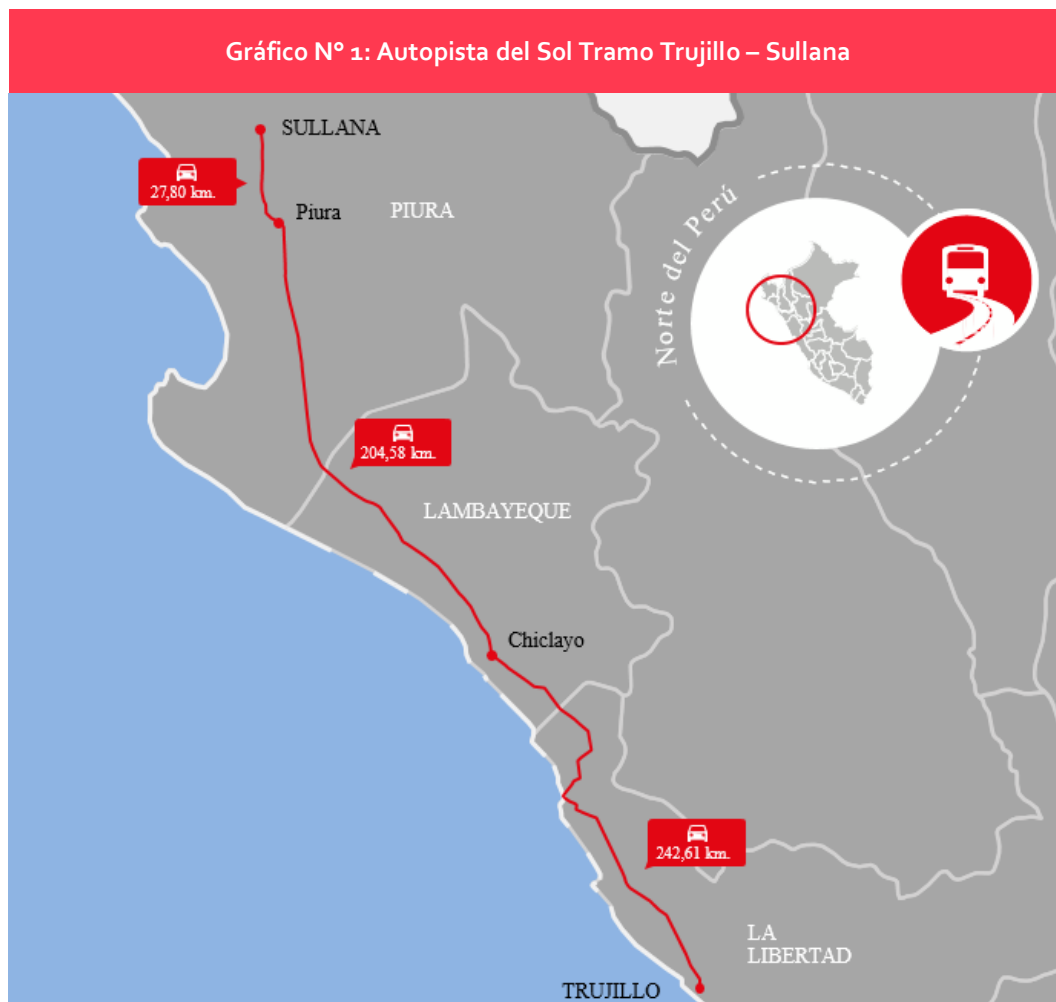 Gráfico N° 1: Autopista del Sol Tramo Trujillo – Sullana
SULLANA
27,80 km.
Piura
PIURA
Norte del Perú
204,58 km.
LAMBAYEQUE
Chiclayo
242,61 km.
LA
LIBERTAD
TRUJILLO